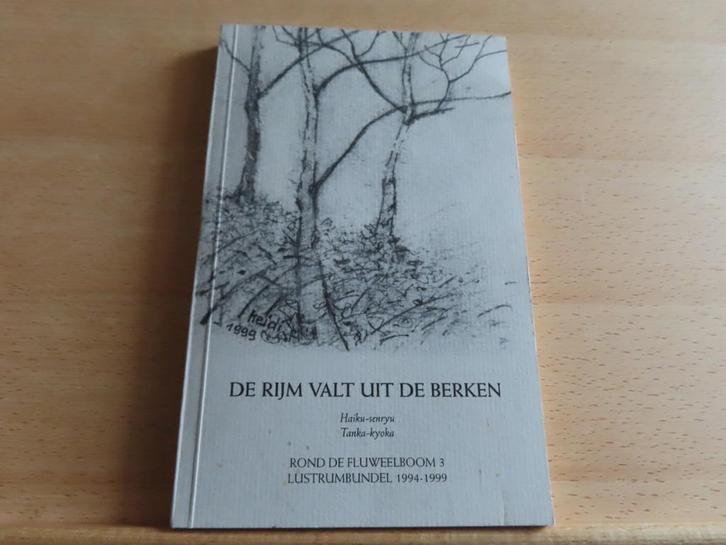 heidi
1999
DE RIJM VALT UIT DE BERKEN
Haiku-senryu
Tanka-kyoka
ROND DE FLUWEELBOOM 3
LUSTRUMBUNDEL 1994-1999